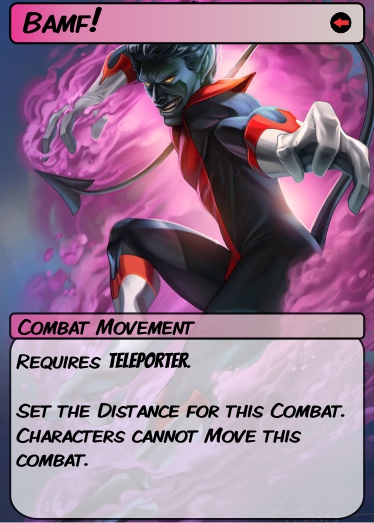 Bamf!
Combat Movement
Requires TELEPORTER.
Set the Distance for this Combat.
Characters cannot Move this
combat.